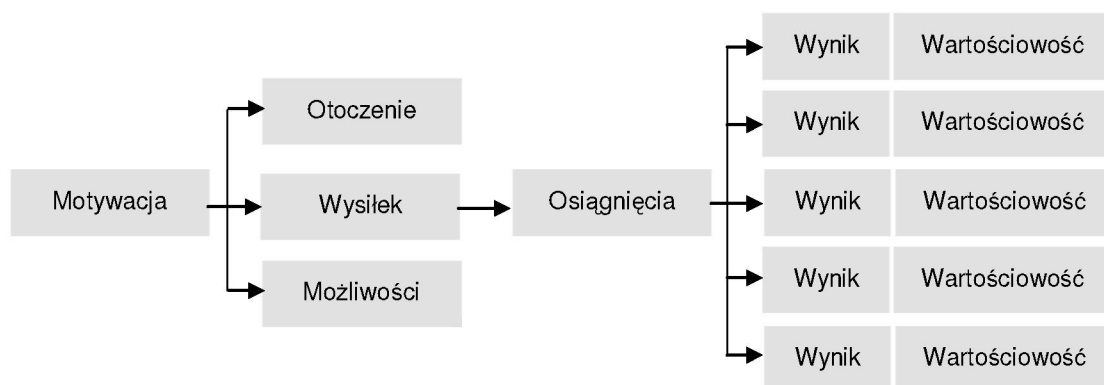 Motywacja
Otoczenie
Wysiłek
Możliwości
Osiągnięcia
Wynik Wartościowość
Wynik Wartościowość
Wynik Wartościowość
Wynik Wartościowość
Wynik Wartościowość